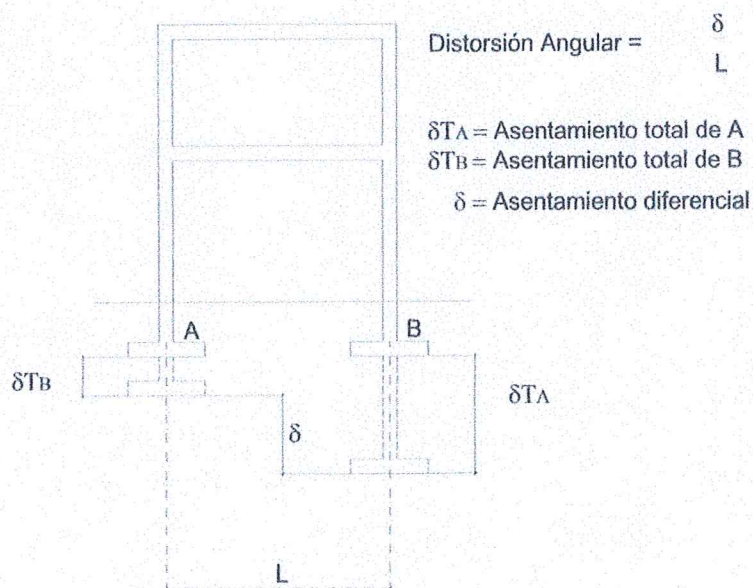 Distorsión Angular = δ
L
δTA = Asentamiento total de A
δTB = Asentamiento total de B
δ = Asentamiento diferencial
A
B
δTB
δTA
δ
L